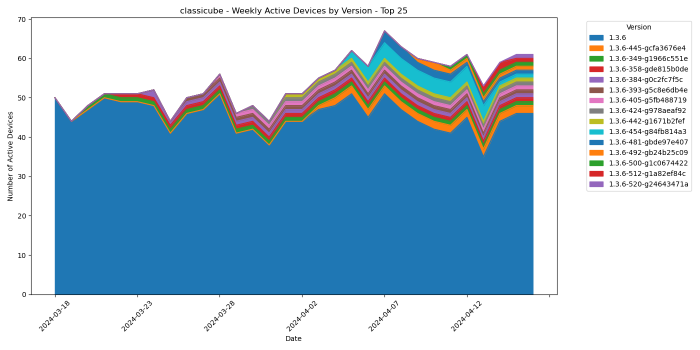 classicube - Weekly Active Devices by Version - Top 25
Number of Active Devices
70
60
50
40
30
20
10
0
2024-03-18
2024-03-23
2024-03-28
2024-04-02
2024-04-07
2024-04-12
Date
Version
1.3.6
1.3.6-445-gcfa3676e4
1.3.6-349-g1966c551e
1.3.6-358-gde815b0de
1.3.6-384-g0c2fc7f5c
1.3.6-393-g5c8e6db4e
1.3.6-405-g5fb488719
1.3.6-424-g978aeaf92
1.3.6-442-g1671b2fef
1.3.6-454-g84fb814a3
1.3.6-481-gbde97e407
1.3.6-492-gb24b25c09
1.3.6-500-g1c0674422
1.3.6-512-g1a82ef84c
1.3.6-520-g24643471a